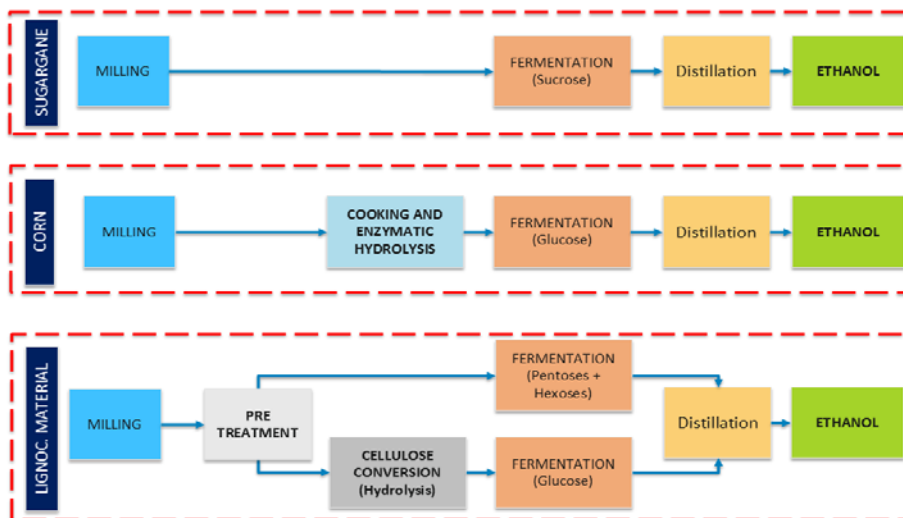 SUGARGANE
MILLING
FERMENTATION
(Sucrose)
Distillation
ETHANOL
CORN
MILLING
COOKING AND
ENZYMATIC
HYDROLYSIS
FERMENTATION
(Glucose)
Distillation
ETHANOL
LIGNOC. MATERIAL
MILLING
PRE
TREATMENT
FERMENTATION
(Pentoses +
Hexoses)
CELLULOSE
CONVERSION
(Hydrolysis)
FERMENTATION
(Glucose)
Distillation
ETHANOL